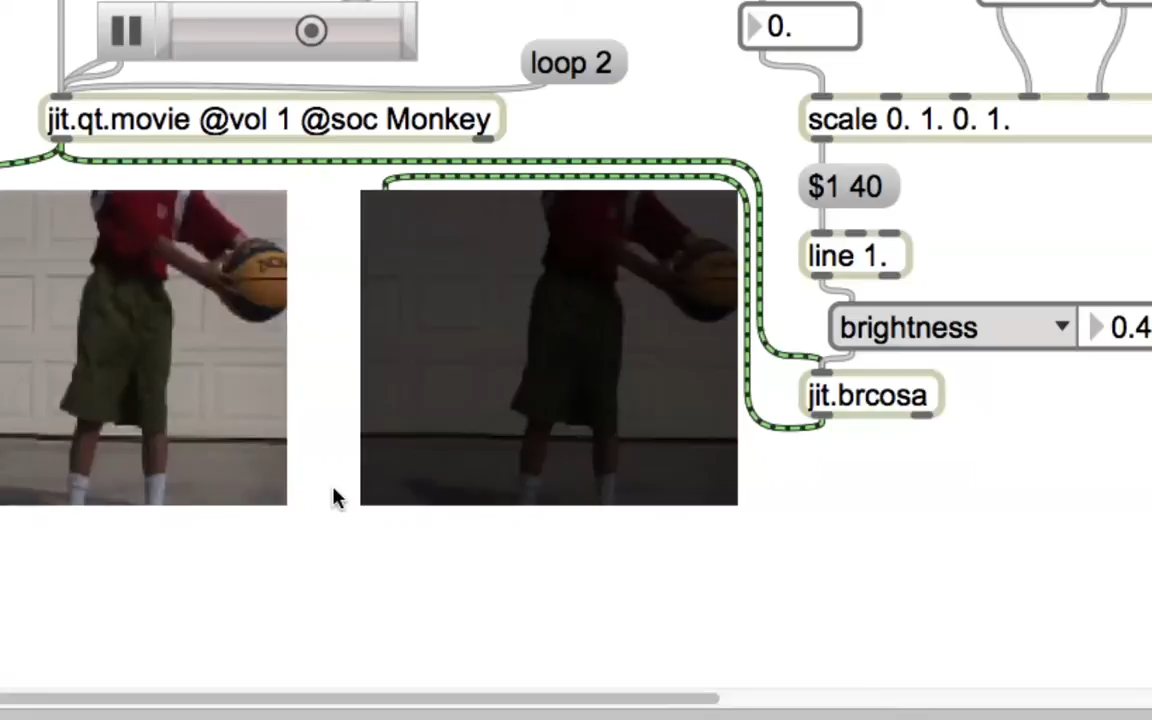 0.
loop 2
jit.qt.movie @vol 1 @soc Monkey
scale 0. 1. 0. 1.
$1 40
line 1.
brightness
0.4
jit.brcosa